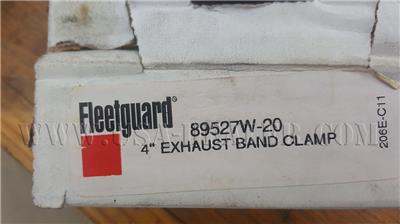 Fleetguard®
89527W-20
4" EXHAUST BAND CLAMP
206E-C11